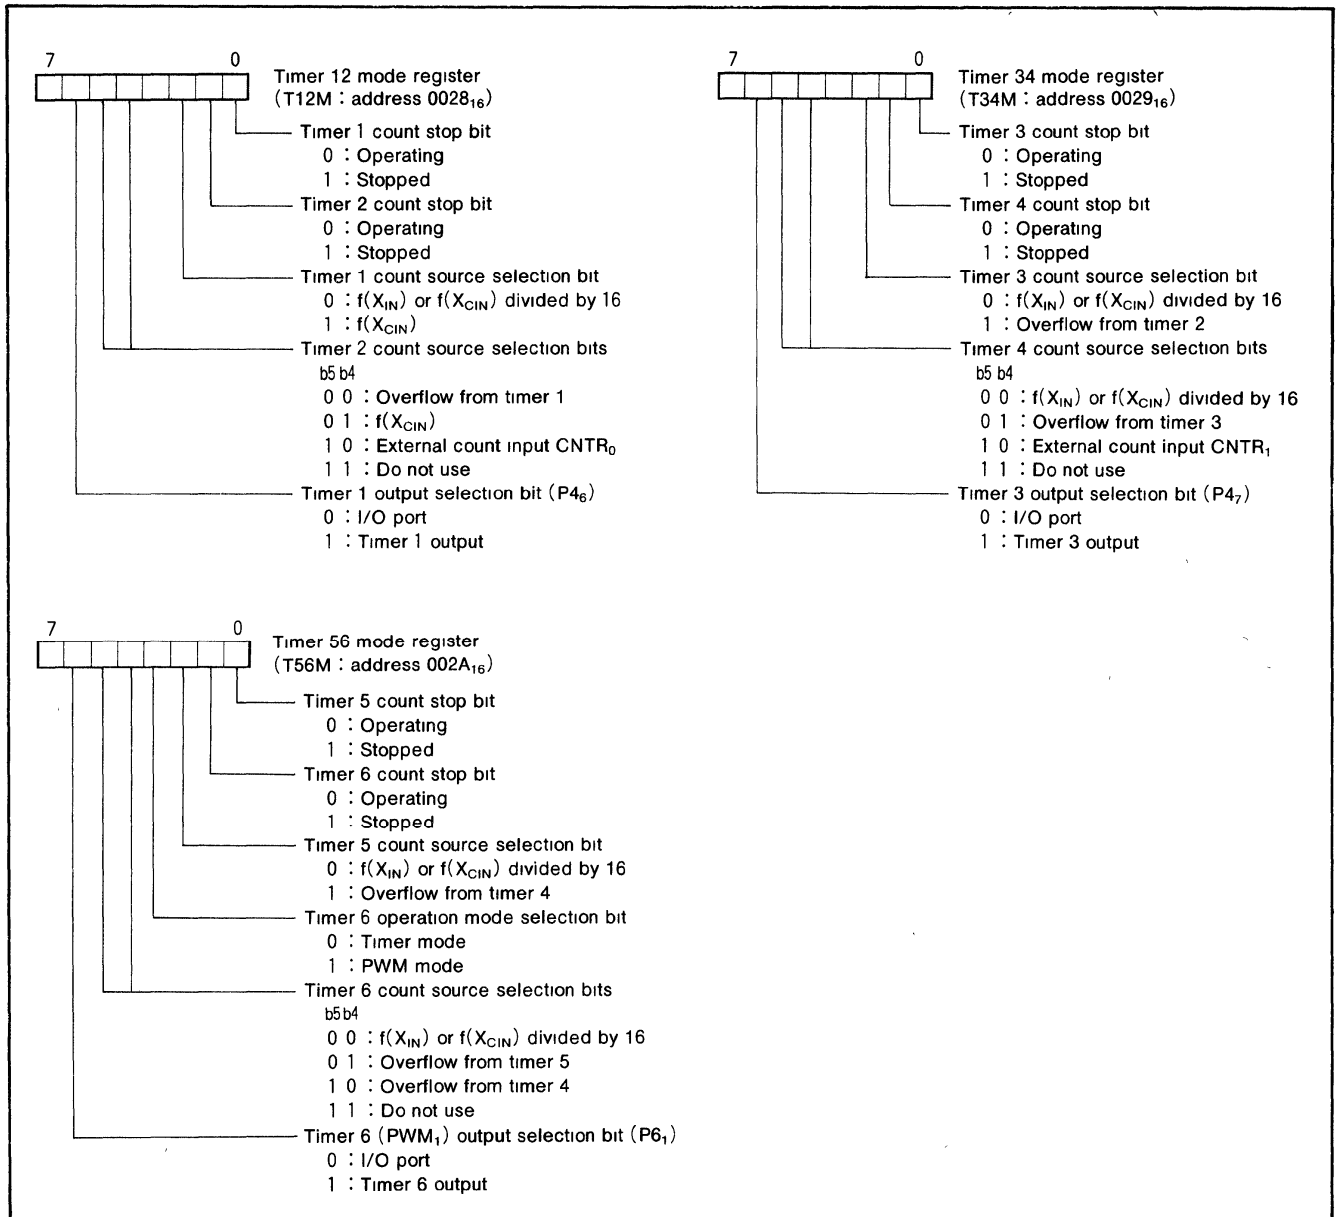 7 0
Timer 12 mode register
(T12M : address 0028₁₆)
Timer 1 count stop bit
0 : Operating
1 : Stopped
Timer 2 count stop bit
0 : Operating
1 : Stopped
Timer 1 count source selection bit
0 : f(X_IN) or f(X_CIN) divided by 16
1 : f(X_CIN)
Timer 2 count source selection bits
b5 b4
0 0 : Overflow from timer 1
0 1 : f(X_CIN)
1 0 : External count input CNTR₀
1 1 : Do not use
Timer 1 output selection bit (P4₆)
0 : I/O port
1 : Timer 1 output
7 0
Timer 34 mode register
(T34M : address 0029₁₆)
Timer 3 count stop bit
0 : Operating
1 : Stopped
Timer 4 count stop bit
0 : Operating
1 : Stopped
Timer 3 count source selection bit
0 : f(X_IN) or f(X_CIN) divided by 16
1 : Overflow from timer 2
Timer 4 count source selection bits
b5 b4
0 0 : f(X_IN) or f(X_CIN) divided by 16
0 1 : Overflow from timer 3
1 0 : External count input CNTR₁
1 1 : Do not use
Timer 3 output selection bit (P4₇)
0 : I/O port
1 : Timer 3 output
7 0
Timer 56 mode register
(T56M : address 002A₁₆)
Timer 5 count stop bit
0 : Operating
1 : Stopped
Timer 6 count stop bit
0 : Operating
1 : Stopped
Timer 5 count source selection bit
0 : f(X_IN) or f(X_CIN) divided by 16
1 : Overflow from timer 4
Timer 6 operation mode selection bit
0 : Timer mode
1 : PWM mode
Timer 6 count source selection bits
b5 b4
0 0 : f(X_IN) or f(X_CIN) divided by 16
0 1 : Overflow from timer 5
1 0 : Overflow from timer 4
1 1 : Do not use
Timer 6 (PWM₁) output selection bit (P6₁)
0 : I/O port
1 : Timer 6 output